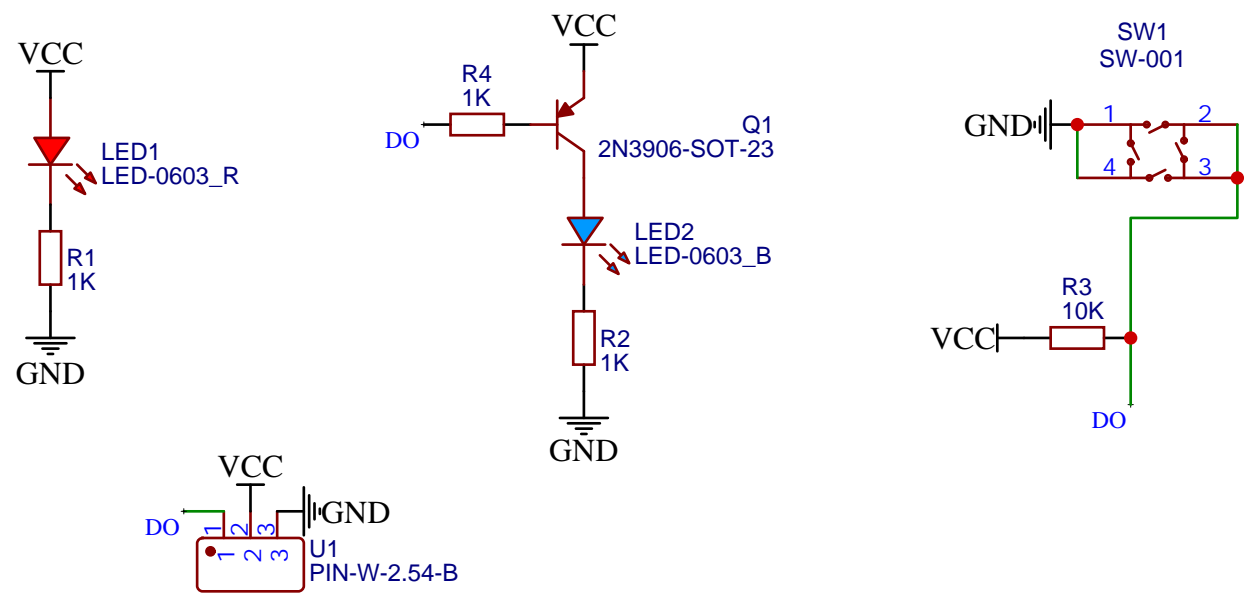 VCC
LED1
LED-0603_R
R1
1K
GND
VCC
R4
1K
DO
Q1
2N3906-SOT-23
LED2
LED-0603_B
R2
1K
GND
SW1
SW-001
GND
1
2
4
3
R3
10K
VCC
DO
VCC
GND
DO
1
2
3
1
2
3
U1
PIN-W-2.54-B